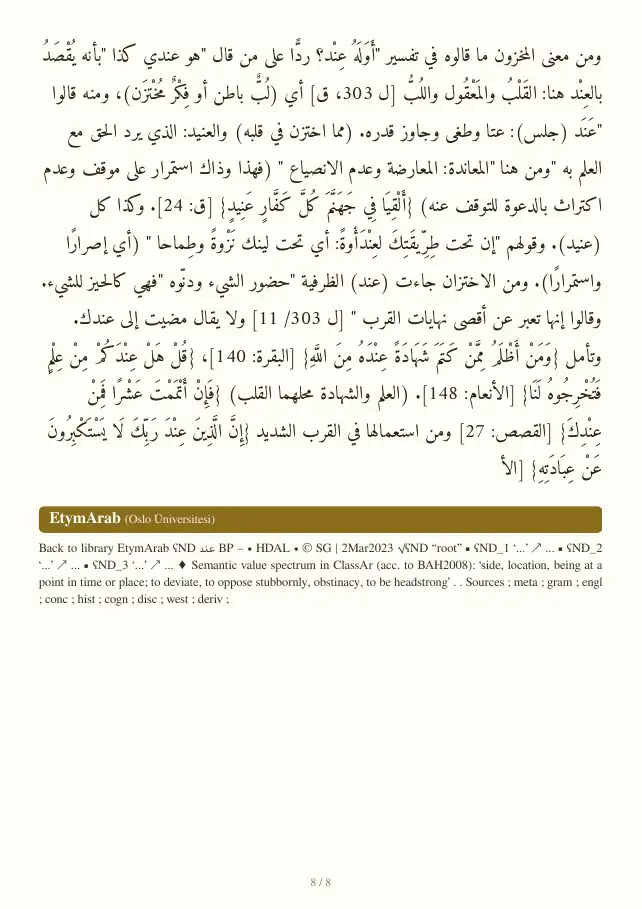 ومن معنى المخزون ما قالوه في تفسير "أَوَلَهُ عِنْد؟ ردًّا على من قال "هو عندي كذا "بأنه يُقْصَدُ
بالعِنْد هنا: القَلْبُ والمَعْقُول واللُبُّ [ل 303، ق] أي (لُبٌّ باطن أو فِكْرٌ مُخْتَزَن)، ومنه قالوا
"عَنَد (جلس): عتا وطغى وجاوز قدره. (مما اختزن في قلبه) والعنيد: الذي يرد الحق مع
العلم به "ومن هنا "المعاندة: المعارضة وعدم الانصياع " (فهذا وذاك استمرار على موقف وعدم
اكتراث بالدعوة للتوقف عنه) {أَلْقِيَا فِي جَهَنَّمَ كُلَّ كَفَّارٍ عَنِيدٍ} [ق: 24]. وكذا كل
(عنيد). وقولهم "إن تحت طِرِّيقَتِكَ لعِنْدَأْوةً: أي تحت لينك نَزْوةً وطِماحا " (أي إصرارًا
واستمرارًا). ومن الاختزان جاءت (عند) الظرفية "حضور الشيء ودنّوه "فهي كالحيز للشيء.
وقالوا إنها تعبر عن أقصى نهايات القرب " [ل 303/ 11] ولا يقال مضيت إلى عندك.
وتأمل {وَمَنْ أَظْلَمُ مِمَّنْ كَتَمَ شَهَادَةً عِنْدَهُ مِنَ اللَّهِ} [البقرة: 140]، {قُلْ هَلْ عِنْدَكُمْ مِنْ عِلْمٍ
فَتُخْرِجُوهُ لَنَا} [الأنعام: 148]. (العلم والشهادة محلهما القلب) {فَإِنْ أَتْمَمْتَ عَشْرًا فَمِنْ
عِنْدِكَ} [القصص: 27] ومن استعمالها في القرب الشديد {إِنَّ الَّذِينَ عِنْدَ رَبِّكَ لَا يَسْتَكْبِرُونَ
عَنْ عِبَادَتِهِ} [الأ
EtymArab (Oslo Üniversitesi)
Back to library EtymArab ʕND عند BP – • HDAL • © SG | 2Mar2023 √ʕND “root” ▪ ʕND_1 ‘...’ ↗ ... ▪ ʕND_2
‘...’ ↗ ... ▪ ʕND_3 ‘...’ ↗ ... ♦ Semantic value spectrum in ClassAr (acc. to BAH2008): ‘side, location, being at a
point in time or place; to deviate, to oppose stubbornly, obstinacy, to be headstrong’ . . Sources ; meta ; gram ; engl
; conc ; hist ; cogn ; disc ; west ; deriv ;
8 / 8